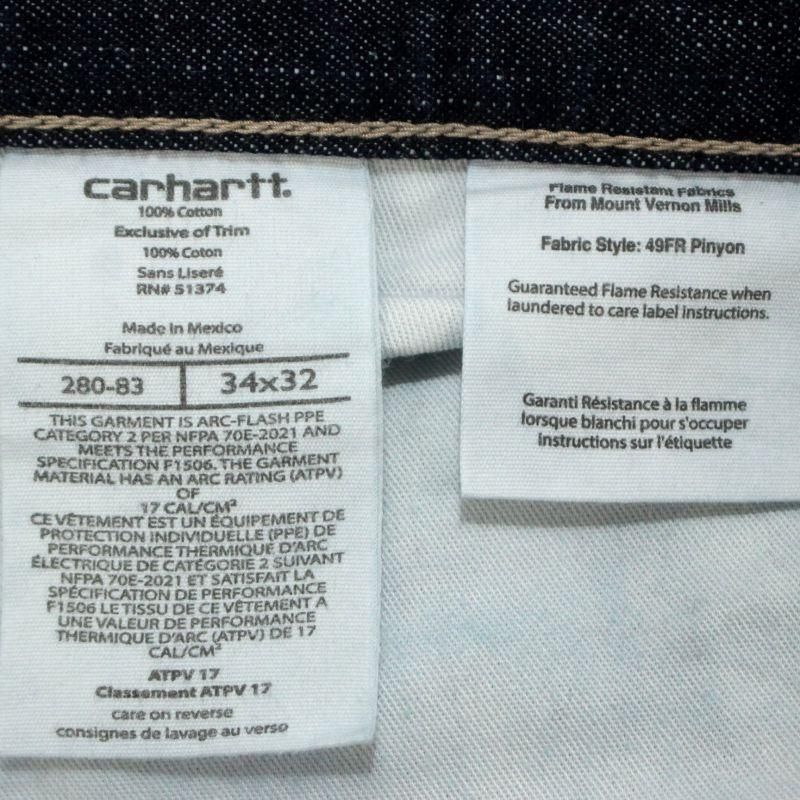 carhartt.
100% Cotton
Exclusive of Trim
100% Coton
Sans Liseré
RN# 51374
Made in Mexico
Fabriqué au Mexique
280-83 34x32
THIS GARMENT IS ARC-FLASH PPE
CATEGORY 2 PER NFPA 70E-2021 AND
MEETS THE PERFORMANCE
SPECIFICATION F1506. THE GARMENT
MATERIAL HAS AN ARC RATING (ATPV)
OF
17 CAL/CM²
CE VÊTEMENT EST UN ÉQUIPEMENT DE
PROTECTION INDIVIDUELLE (PPE) DE
PERFORMANCE THERMIQUE D'ARC
ÉLECTRIQUE DE CATÉGORIE 2 SUIVANT
NFPA 70E-2021 ET SATISFAIT LA
SPÉCIFICATION DE PERFORMANCE
F1506 LE TISSU DE CE VÊTEMENT A
UNE VALEUR DE PERFORMANCE
THERMIQUE D'ARC (ATPV) DE 17
CAL/CM²
ATPV 17
Classement ATPV 17
care on reverse
consignes de lavage au verso
Flame Resistant Fabrics
From Mount Vernon Mills
Fabric Style: 49FR Pinyon
Guaranteed Flame Resistance when
laundered to care label instructions.
Garanti Résistance à la flamme
lorsque blanchi pour s'occuper
instructions sur l'étiquette